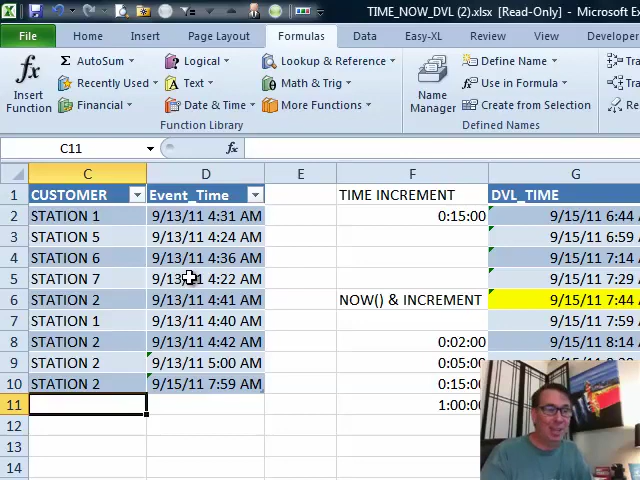 TIME_NOW_DVL (2).xlsx [Read-Only] - Microsoft Ex
File Home Insert Page Layout Formulas Data Easy-XL Review Developer
fx Insert Function
AutoSum Logical Lookup & Reference
Recently Used Text Math & Trig
Financial Date & Time More Functions
Function Library
Name Manager
Define Name
Use in Formula
Create from Selection
Defined Names
C11 fx
C D E F G
1 CUSTOMER Event_Time TIME INCREMENT DVL_TIME
2 STATION 1 9/13/11 4:31 AM 0:15:00 9/15/11 6:44
3 STATION 5 9/13/11 4:24 AM 9/15/11 6:59
4 STATION 6 9/13/11 4:36 AM 9/15/11 7:14
5 STATION 7 9/13/11 4:22 AM 9/15/11 7:29
6 STATION 2 9/13/11 4:41 AM NOW() & INCREMENT 9/15/11 7:44
7 STATION 1 9/13/11 4:40 AM 9/15/11 7:59
8 STATION 2 9/13/11 4:42 AM 0:02:00 9/15/11 8:14
9 STATION 2 9/13/11 5:00 AM 0:05:00
10 STATION 2 9/15/11 7:59 AM 0:15:00
11 1:00:00
12
13
14